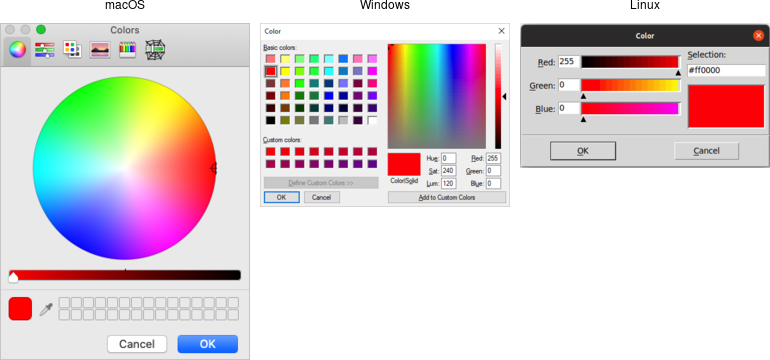 macOS
Colors
Cancel
OK
Windows
Color
Basic colors:
Custom colors:
Define Custom Colors >>
OK
Cancel
Color|Solid
Hue: 0
Sat: 240
Lum: 120
Red: 255
Green: 0
Blue: 0
Add to Custom Colors
Linux
Color
Red: 255
Green: 0
Blue: 0
Selection:
#ff0000
OK
Cancel